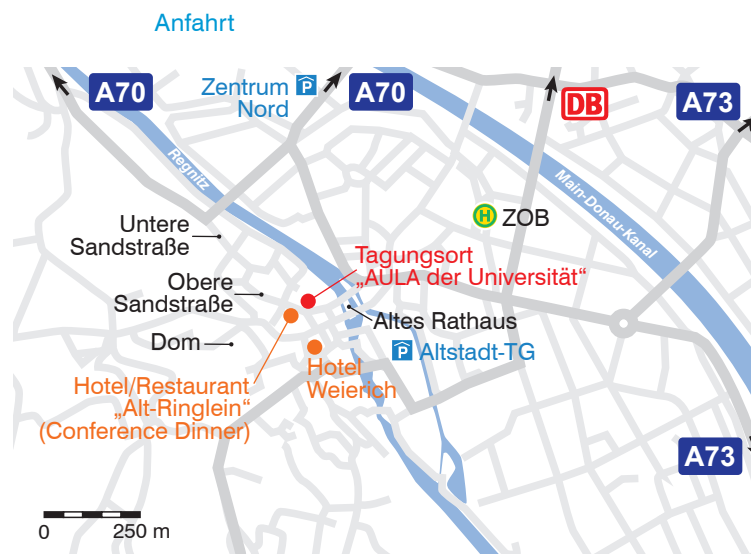 Anfahrt
A70
Zentrum
Nord
P
A70
DB
A73
Regnitz
Main-Donau-Kanal
H ZOB
Untere
Sandstraße
Tagungsort
„AULA der Universität“
Obere
Sandstraße
Altes Rathaus
Dom
P Altstadt-TG
Hotel
Weierich
Hotel/Restaurant
„Alt-Ringlein“
(Conference Dinner)
A73
0 250 m